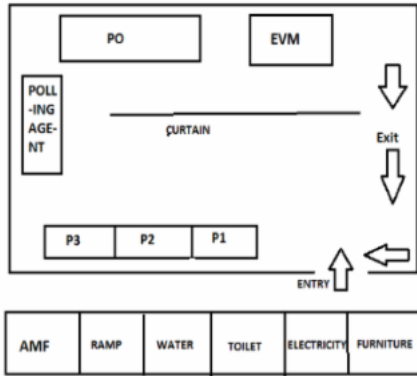 PO
EVM
POLL
-ING
AGE-
NT
CURTAIN
Exit
P3 P2 P1
ENTRY
AMF RAMP WATER TOILET ELECTRICITY FURNITURE